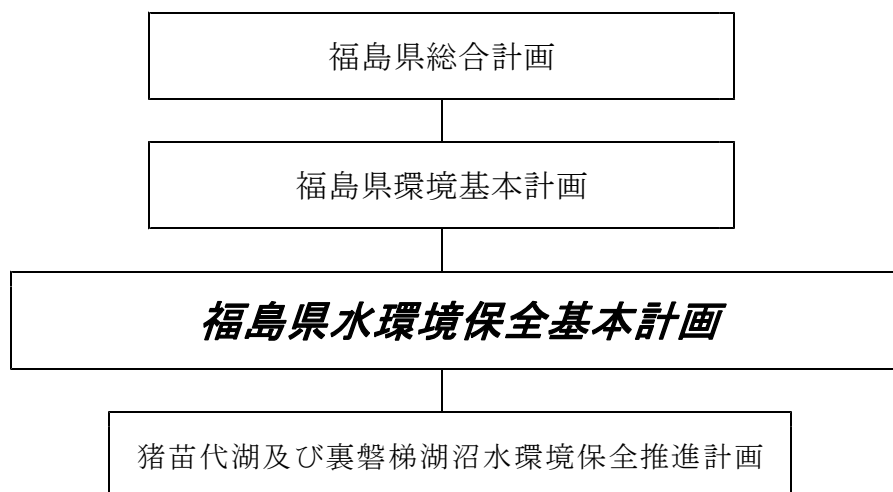 福島県総合計画
福島県環境基本計画
福島県水環境保全基本計画
猪苗代湖及び裏磐梯湖沼水環境保全推進計画